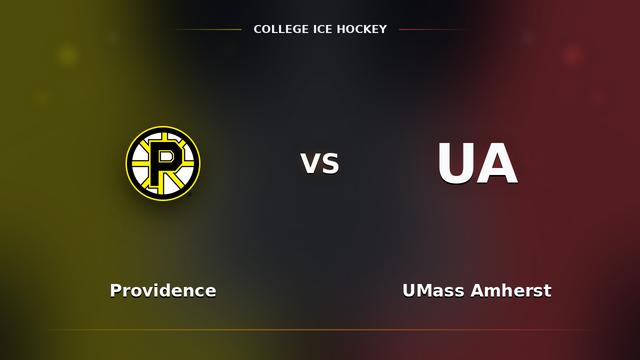 COLLEGE ICE HOCKEY
P
VS
UA
Providence
UMass Amherst